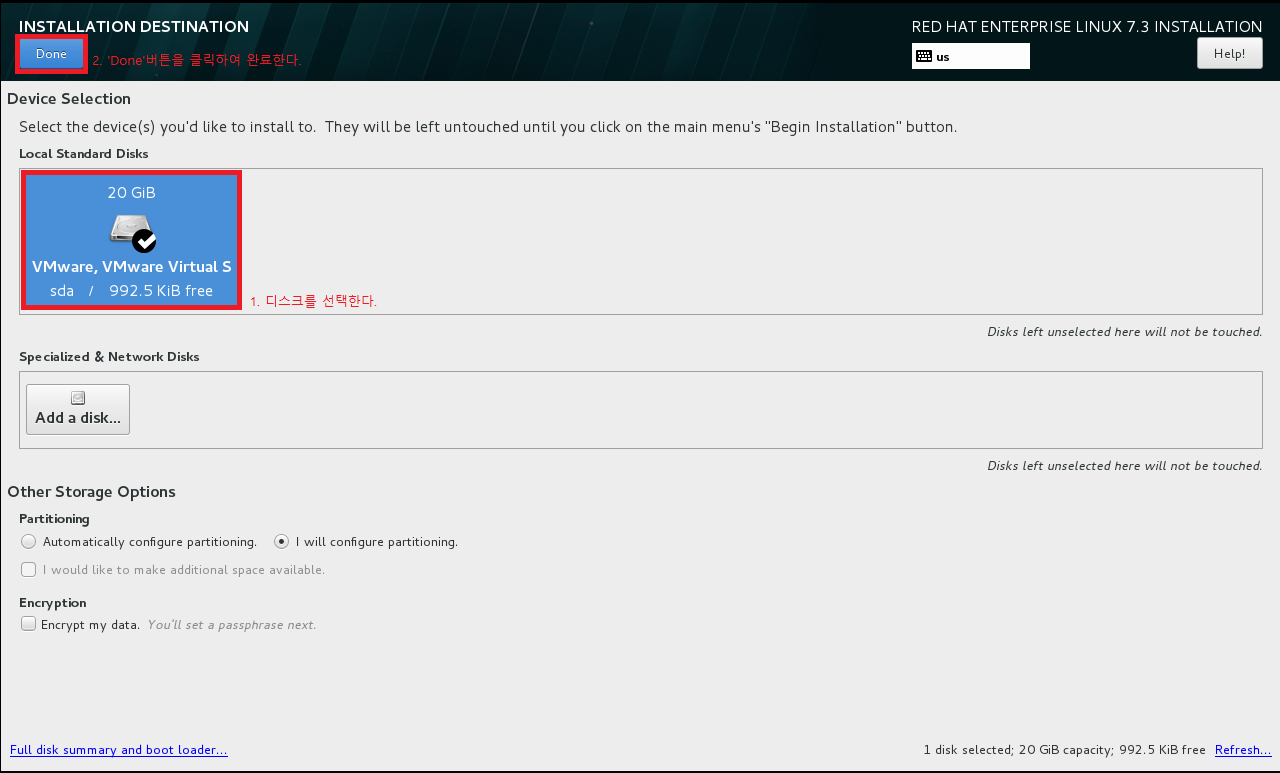 INSTALLATION DESTINATION
RED HAT ENTERPRISE LINUX 7.3 INSTALLATION
Done
2. 'Done'버튼을 클릭하여 완료한다.
us
Help!
Device Selection
Select the device(s) you'd like to install to.  They will be left untouched until you click on the main menu's "Begin Installation" button.
Local Standard Disks
20 GiB
VMware, VMware Virtual S
sda / 992.5 KiB free
1. 디스크를 선택한다.
Disks left unselected here will not be touched.
Specialized & Network Disks
Add a disk...
Disks left unselected here will not be touched.
Other Storage Options
Partitioning
Automatically configure partitioning. I will configure partitioning.
I would like to make additional space available.
Encryption
Encrypt my data. You'll set a passphrase next.
Full disk summary and boot loader...
1 disk selected; 20 GiB capacity; 992.5 KiB free Refresh...